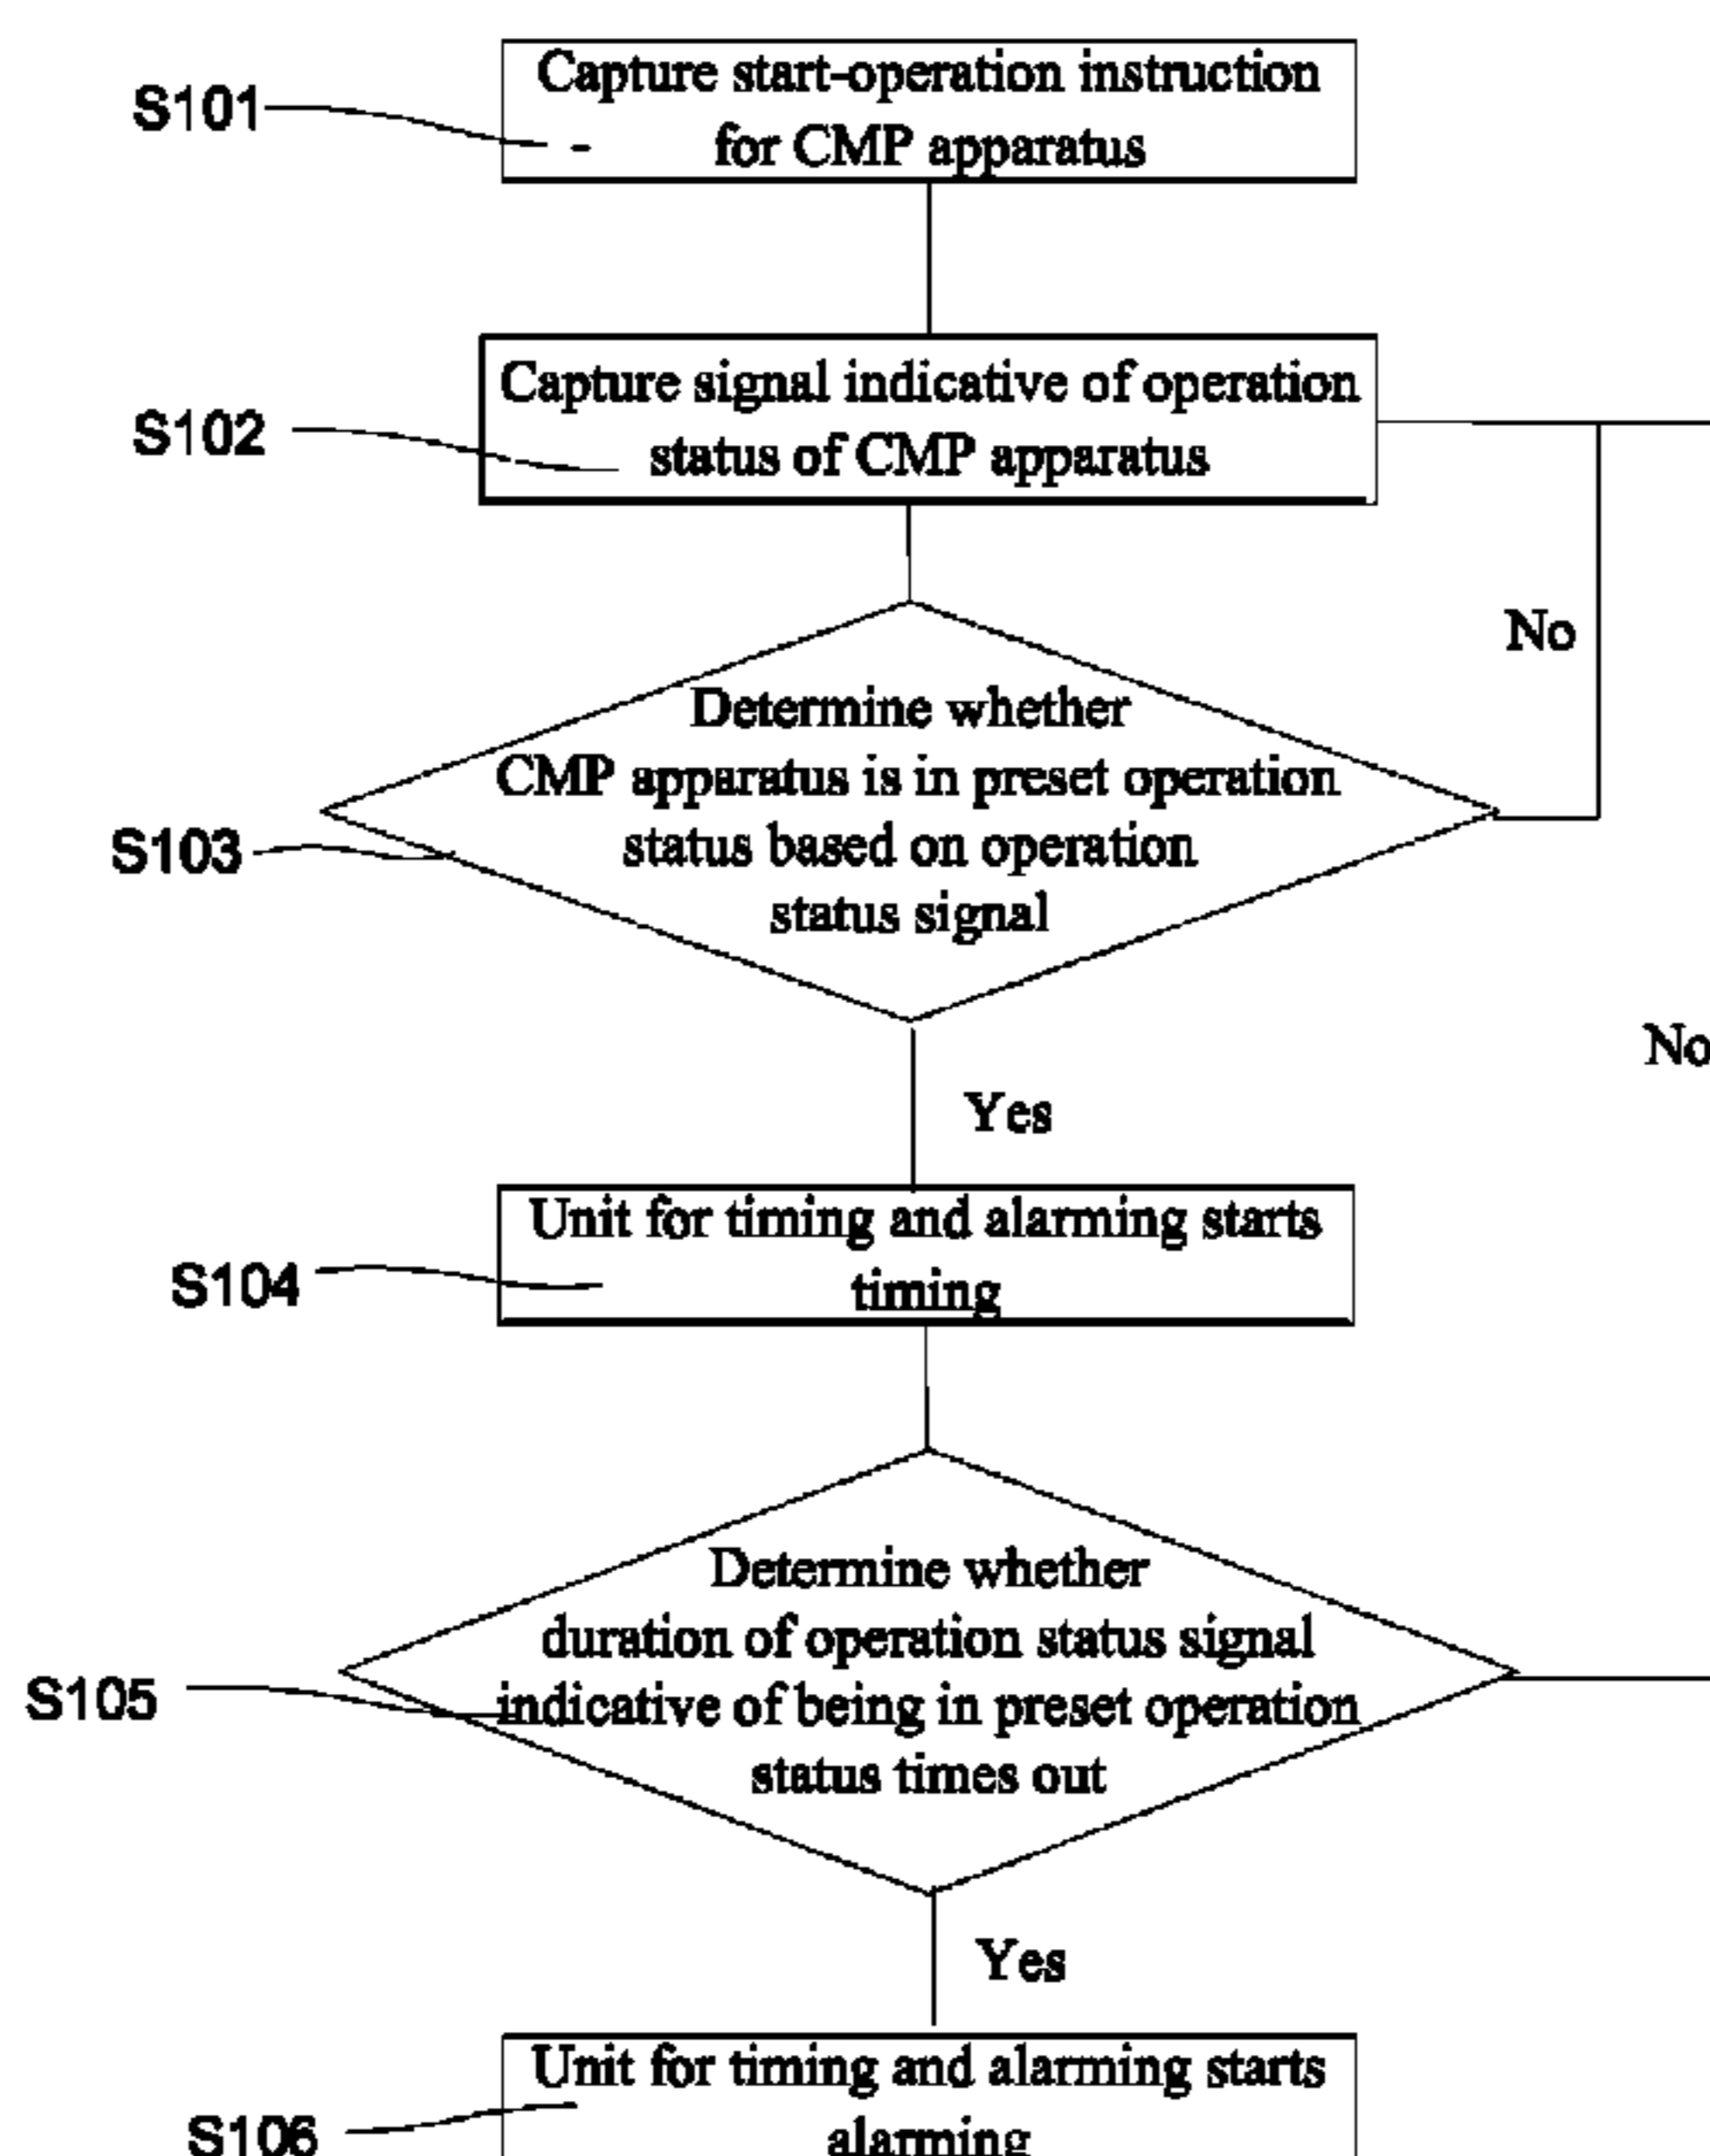 Capture start-operation instruction
S101
for CMP apparatus
Capture signal indicative of operation
S102
status of CMP apparatus
No
Determine whether
CMP apparatus is in preset operation
S103
status based on operation
status signal
No
Yes
Unit for timing and alarming starts
S104
timing
Determine whether
duration of operation status signal
S105
indicative of being in preset operation
status times out
Yes
Unit for timing and alarming starts
S106
alarming